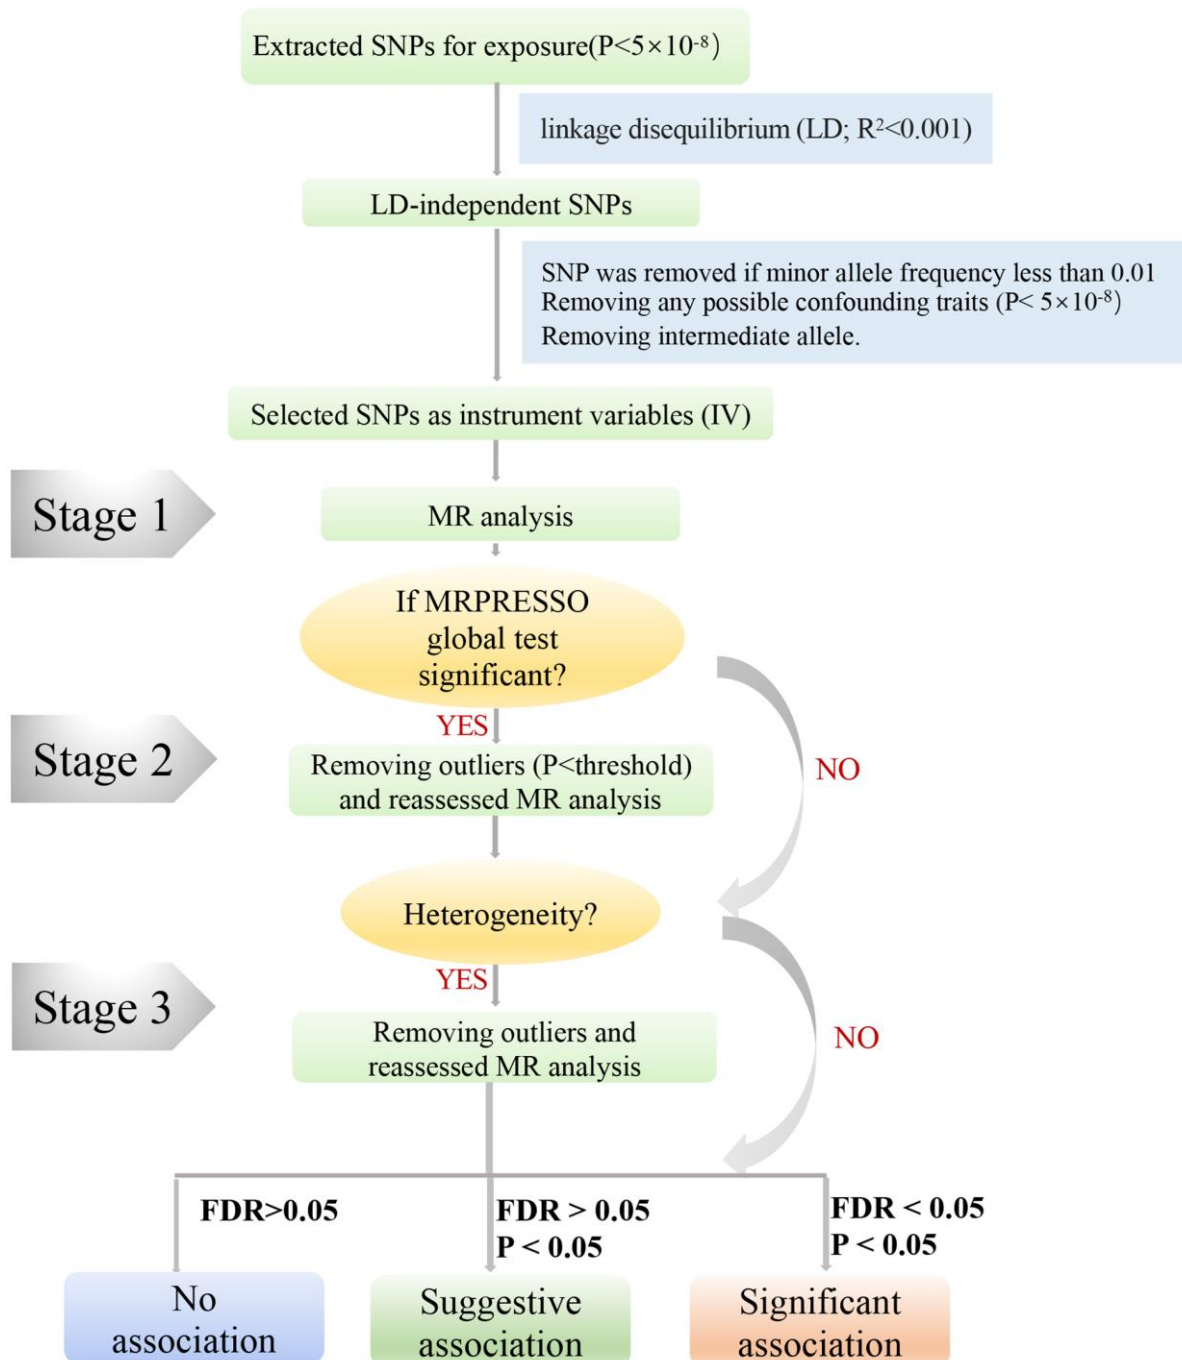 Extracted SNPs for exposure(P<5×10⁻⁸)
linkage disequilibrium (LD; R²<0.001)
LD-independent SNPs
SNP was removed if minor allele frequency less than 0.01
Removing any possible confounding traits (P< 5×10⁻⁸)
Removing intermediate allele.
Selected SNPs as instrument variables (IV)
Stage 1
MR analysis
If MRPRESSO
global test
significant?
YES
NO
Stage 2
Removing outliers (P<threshold)
and reassessed MR analysis
Heterogeneity?
YES
NO
Stage 3
Removing outliers and
reassessed MR analysis
FDR>0.05
FDR > 0.05
P < 0.05
FDR < 0.05
P < 0.05
No
association
Suggestive
association
Significant
association